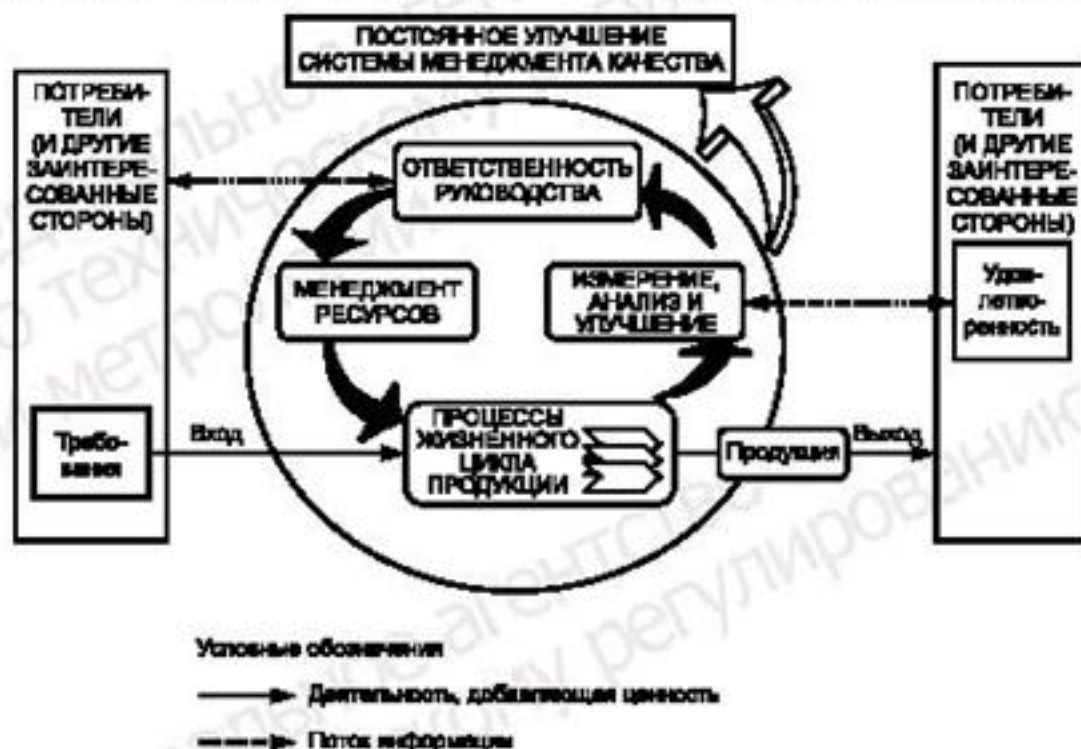 ПОСТОЯННОЕ УЛУЧШЕНИЕ
СИСТЕМЫ МЕНЕДЖМЕНТА КАЧЕСТВА
ПОТРЕБИ-
ТЕЛИ
(И ДРУГИЕ
ЗАИНТЕРЕ-
СОВАННЫЕ
СТОРОНЫ)
ОТВЕТСТВЕННОСТЬ
РУКОВОДСТВА
ПОТРЕБИ-
ТЕЛИ
(И ДРУГИЕ
ЗАИНТЕРЕ-
СОВАННЫЕ
СТОРОНЫ)
МЕНЕДЖМЕНТ
РЕСУРСОВ
ИЗМЕРЕНИЕ,
АНАЛИЗ И
УЛУЧШЕНИЕ
Удов-
летво-
ренность
Требо-
вания
Вход
ПРОЦЕССЫ
ЖИЗНЕННОГО
ЦИКЛА
ПРОДУКЦИИ
Продукция
Выход
Условные обозначения
Деятельность, добавляющая ценность
Поток информации